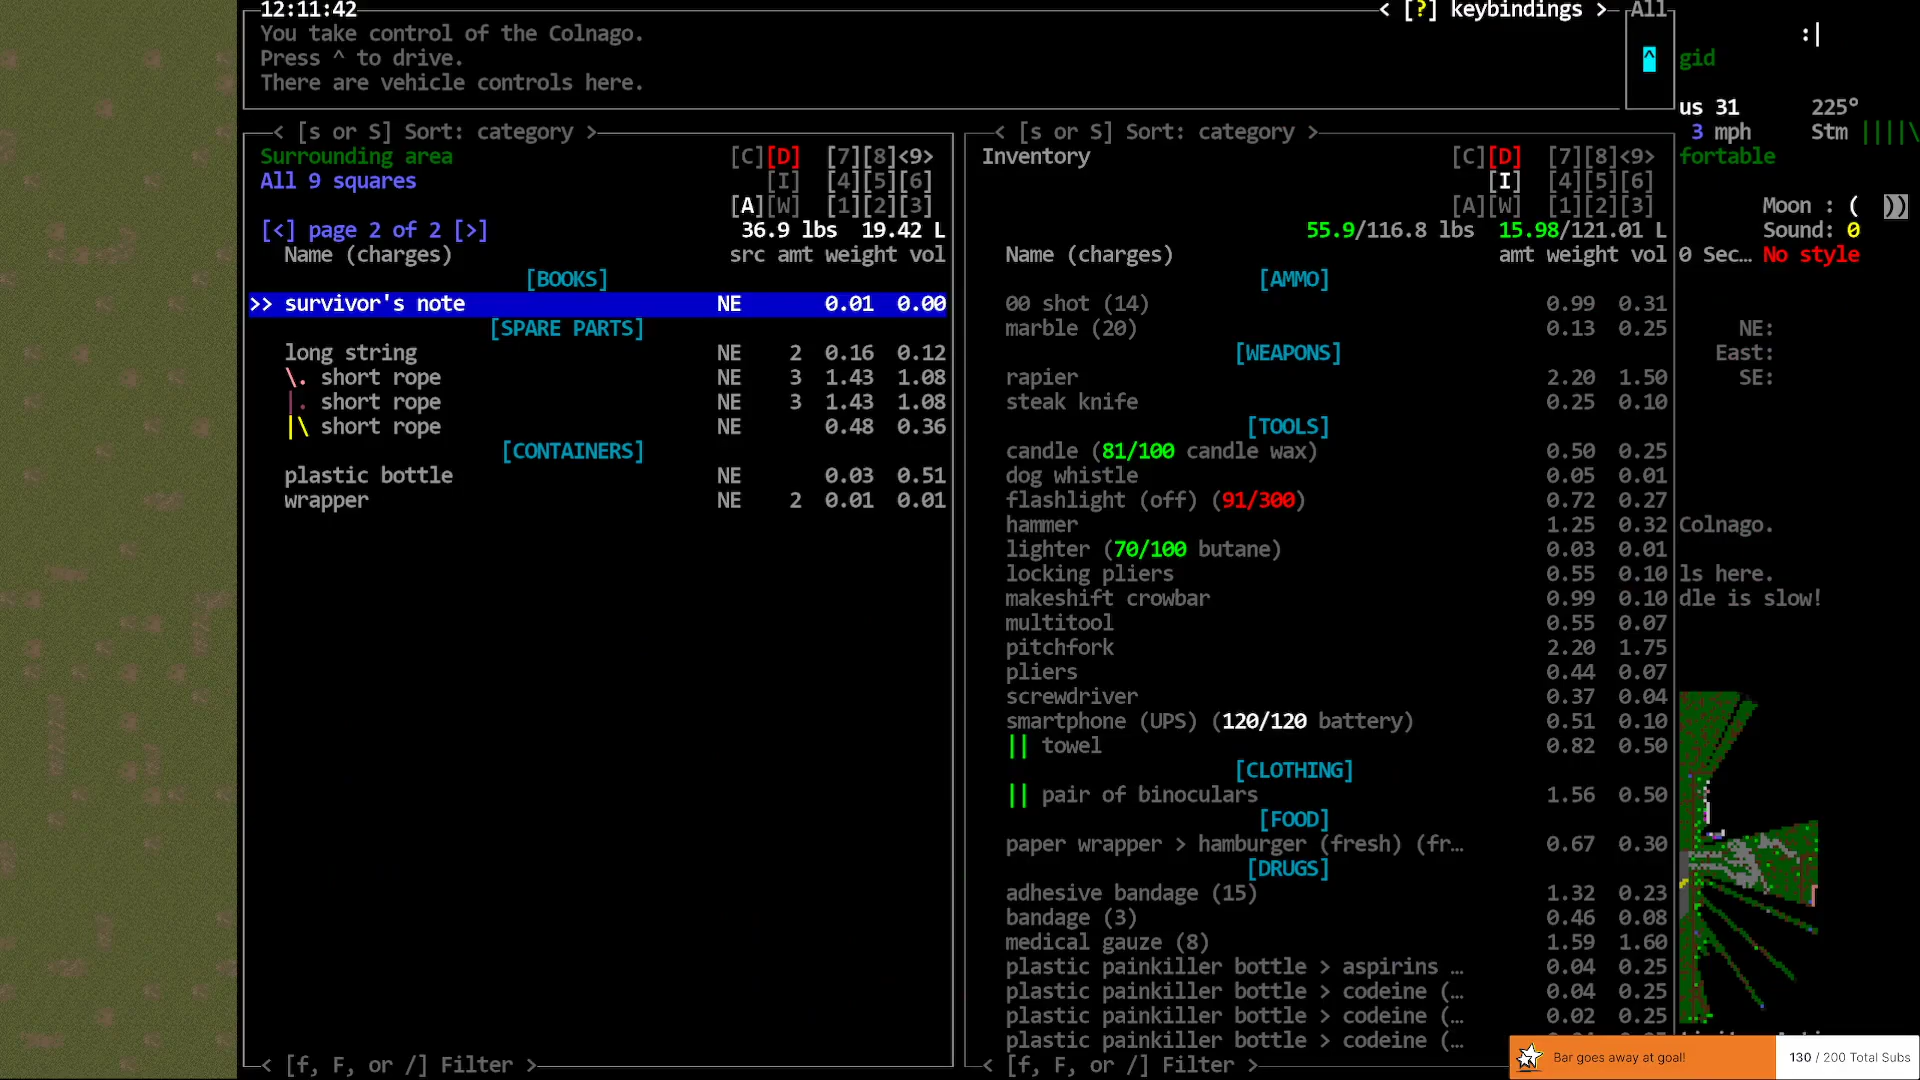 12:11:42
< [?] keybindings >
All
You take control of the Colnago.
Press ^ to drive.
There are vehicle controls here.
^
:|
gid
us 31 225°
3 mph Stm ||||\
fortable
Moon : ( ))
Sound: 0
0 Sec… No style
NE:
East:
SE:
Colnago.
ls here.
dle is slow!
< [s or S] Sort: category >
Surrounding area [C][D] [7][8]<9>
All 9 squares [I] [4][5][6]
[A][W] [1][2][3]
[<] page 2 of 2 [>] 36.9 lbs 19.42 L
Name (charges) src amt weight vol
[BOOKS]
>> survivor's note NE 0.01 0.00
[SPARE PARTS]
long string NE 2 0.16 0.12
\. short rope NE 3 1.43 1.08
|. short rope NE 3 1.43 1.08
|\ short rope NE 0.48 0.36
[CONTAINERS]
plastic bottle NE 0.03 0.51
wrapper NE 2 0.01 0.01
< [f, F, or /] Filter >
< [s or S] Sort: category >
Inventory [C][D] [7][8]<9>
[I] [4][5][6]
[A][W] [1][2][3]
55.9/116.8 lbs 15.98/121.01 L
Name (charges) amt weight vol
[AMMO]
00 shot (14) 0.99 0.31
marble (20) 0.13 0.25
[WEAPONS]
rapier 2.20 1.50
steak knife 0.25 0.10
[TOOLS]
candle (81/100 candle wax) 0.50 0.25
dog whistle 0.05 0.01
flashlight (off) (91/300) 0.72 0.27
hammer 1.25 0.32
lighter (70/100 butane) 0.03 0.01
locking pliers 0.55 0.10
makeshift crowbar 0.99 0.10
multitool 0.55 0.07
pitchfork 2.20 1.75
pliers 0.44 0.07
screwdriver 0.37 0.04
smartphone (UPS) (120/120 battery) 0.51 0.10
|| towel 0.82 0.50
[CLOTHING]
|| pair of binoculars 1.56 0.50
[FOOD]
paper wrapper > hamburger (fresh) (fr… 0.67 0.30
[DRUGS]
adhesive bandage (15) 1.32 0.23
bandage (3) 0.46 0.08
medical gauze (8) 1.59 1.60
plastic painkiller bottle > aspirins … 0.04 0.25
plastic painkiller bottle > codeine (… 0.04 0.25
plastic painkiller bottle > codeine (… 0.02 0.25
plastic painkiller bottle > codeine (…
< [f, F, or /] Filter >
Bar goes away at goal!
130 / 200 Total Subs